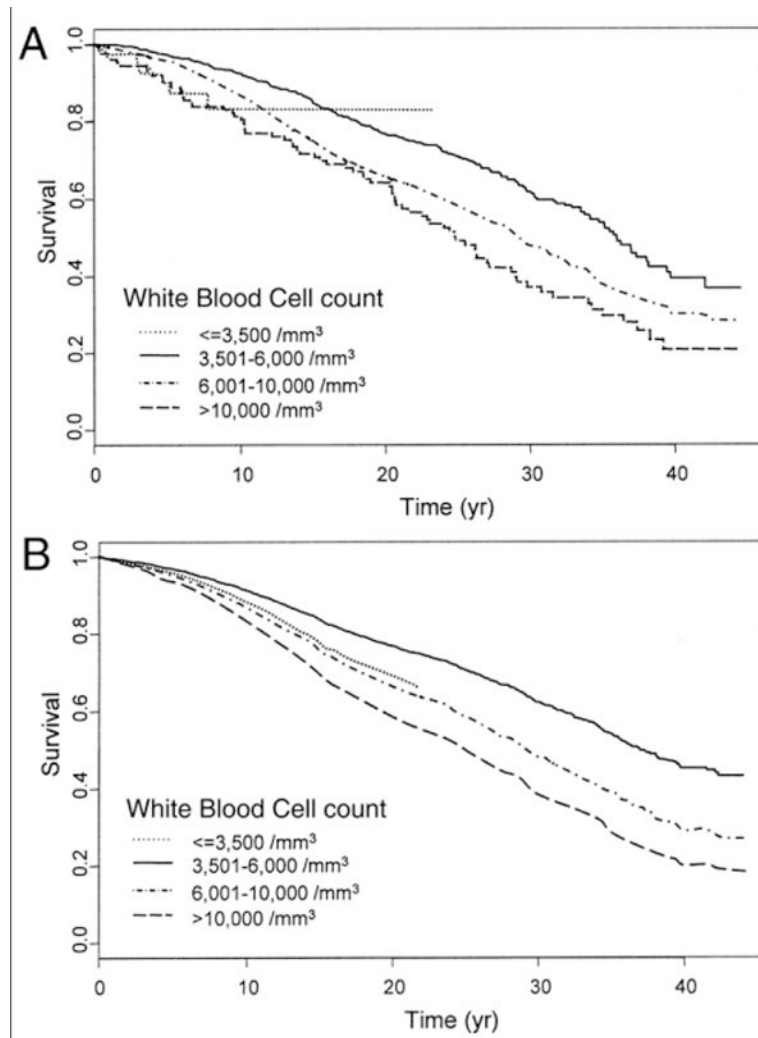 A
1.0
0.8
0.6
0.4
0.2
0.0
Survival
White Blood Cell count
<=3,500 /mm³
3,501-6,000 /mm³
6,001-10,000 /mm³
>10,000 /mm³
0 10 20 30 40
Time (yr)
B
1.0
0.8
0.6
0.4
0.2
0.0
Survival
White Blood Cell count
<=3,500 /mm³
3,501-6,000 /mm³
6,001-10,000 /mm³
>10,000 /mm³
0 10 20 30 40
Time (yr)